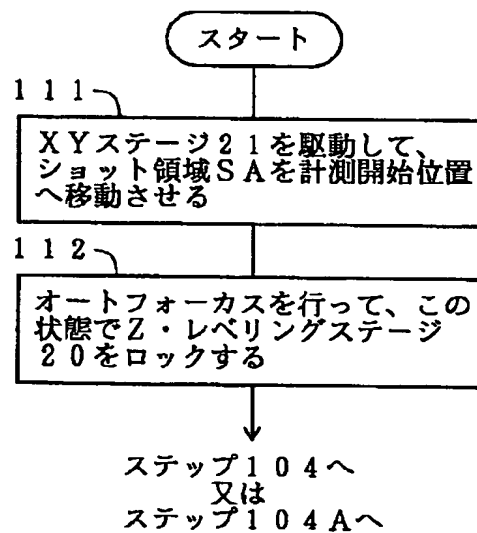 スタート
１１１
ＸＹステージ２１を駆動して、
ショット領域ＳＡを計測開始位置
へ移動させる
１１２
オートフォーカスを行って、この
状態でＺ・レベリングステージ
２０をロックする
ステップ１０４へ
又は
ステップ１０４Ａへ